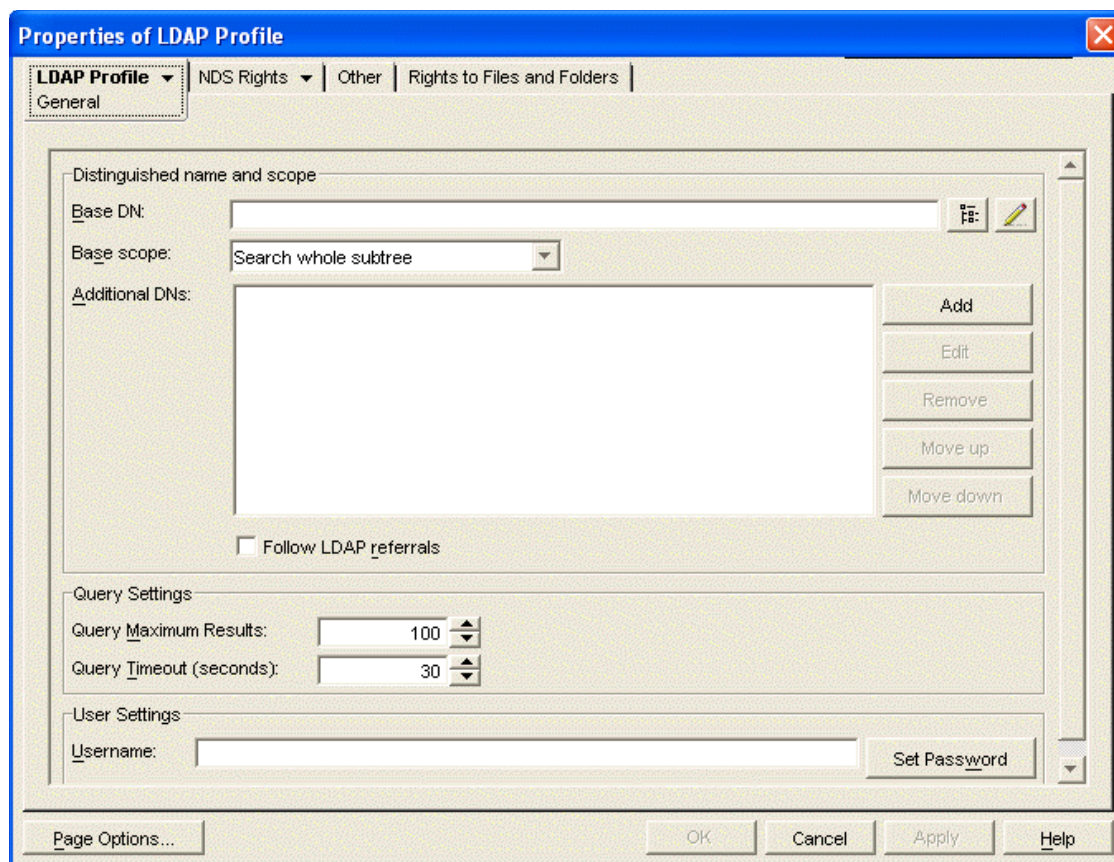 Properties of LDAP Profile
LDAP Profile NDS Rights Other Rights to Files and Folders
General
Distinguished name and scope
Base DN:
Base scope: Search whole subtree
Additional DNs:
Add
Edit
Remove
Move up
Move down
Follow LDAP referrals
Query Settings
Query Maximum Results: 100
Query Timeout (seconds): 30
User Settings
Username: Set Password
Page Options... OK Cancel Apply Help